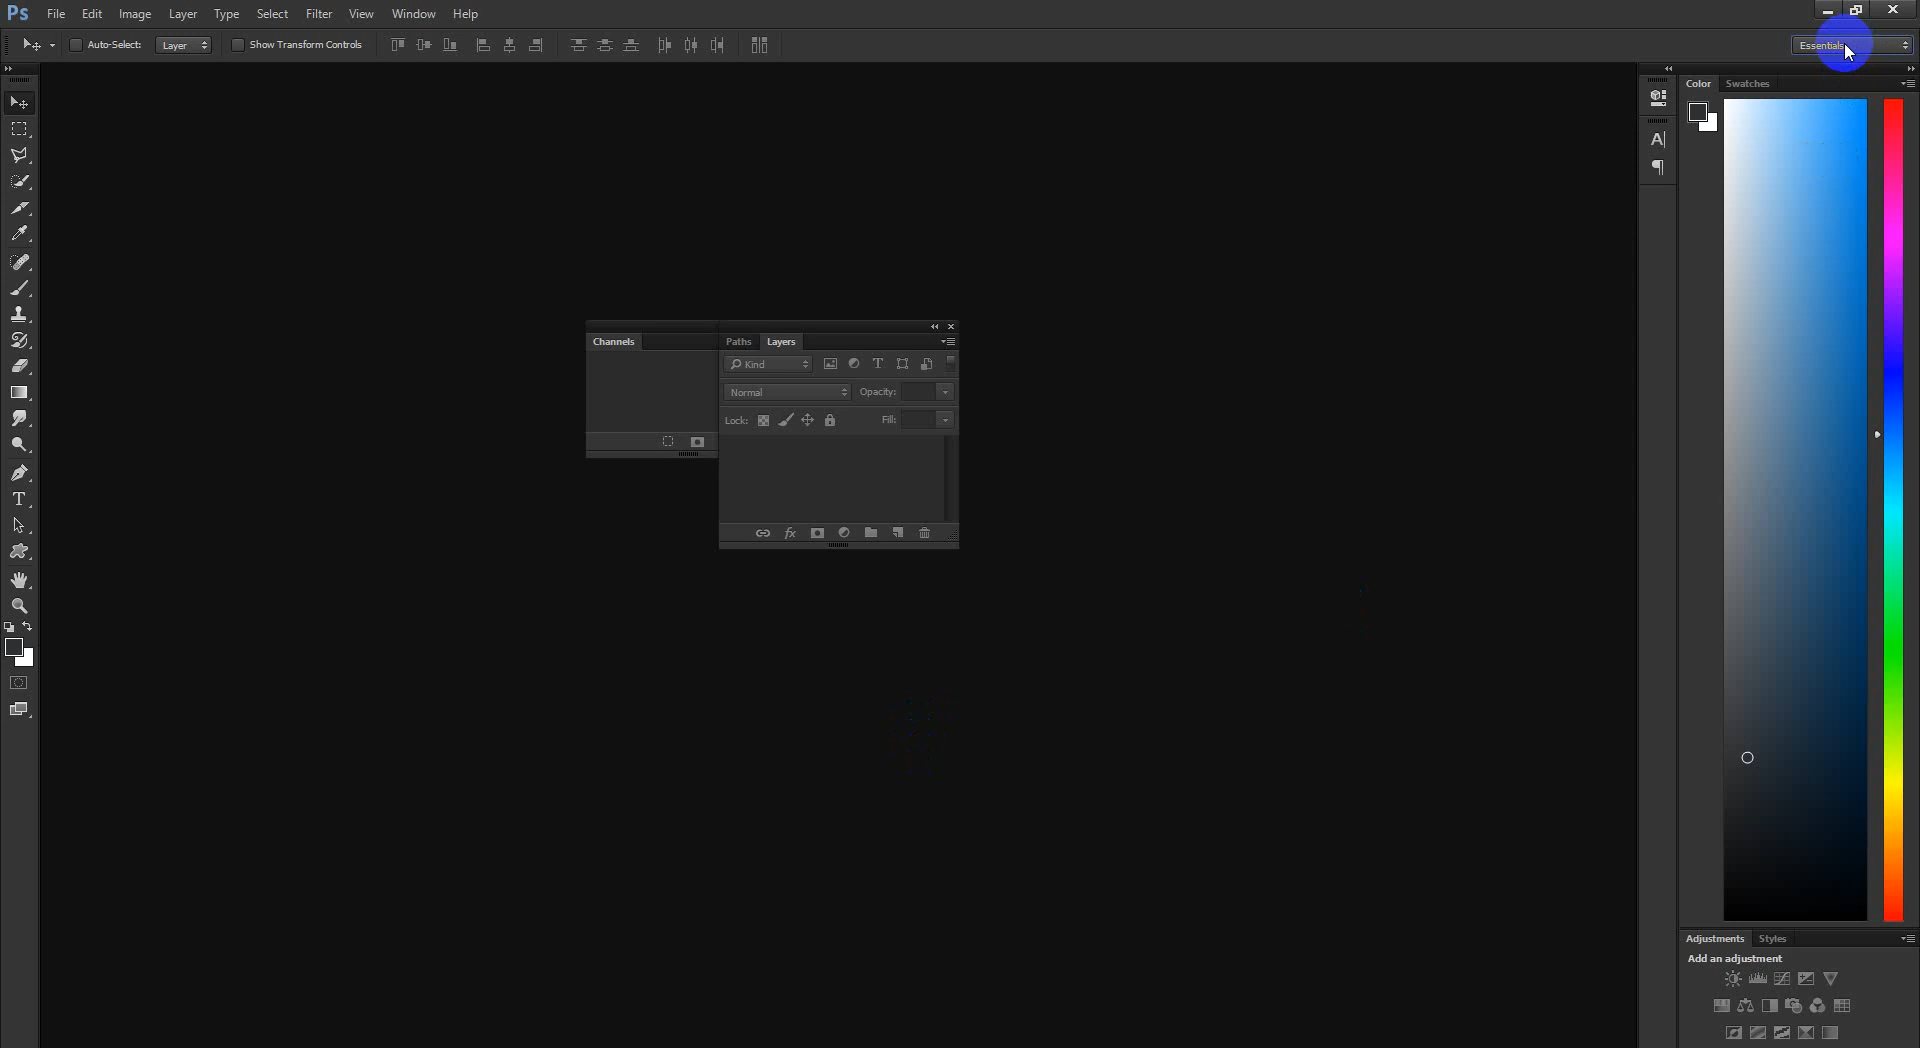 Ps File Edit Image Layer Type Select Filter View Window Help
Auto-Select: Layer Show Transform Controls Essentials
Color Swatches
Channels Paths Layers
Kind
Normal Opacity:
Lock: Fill:
Adjustments Styles
Add an adjustment